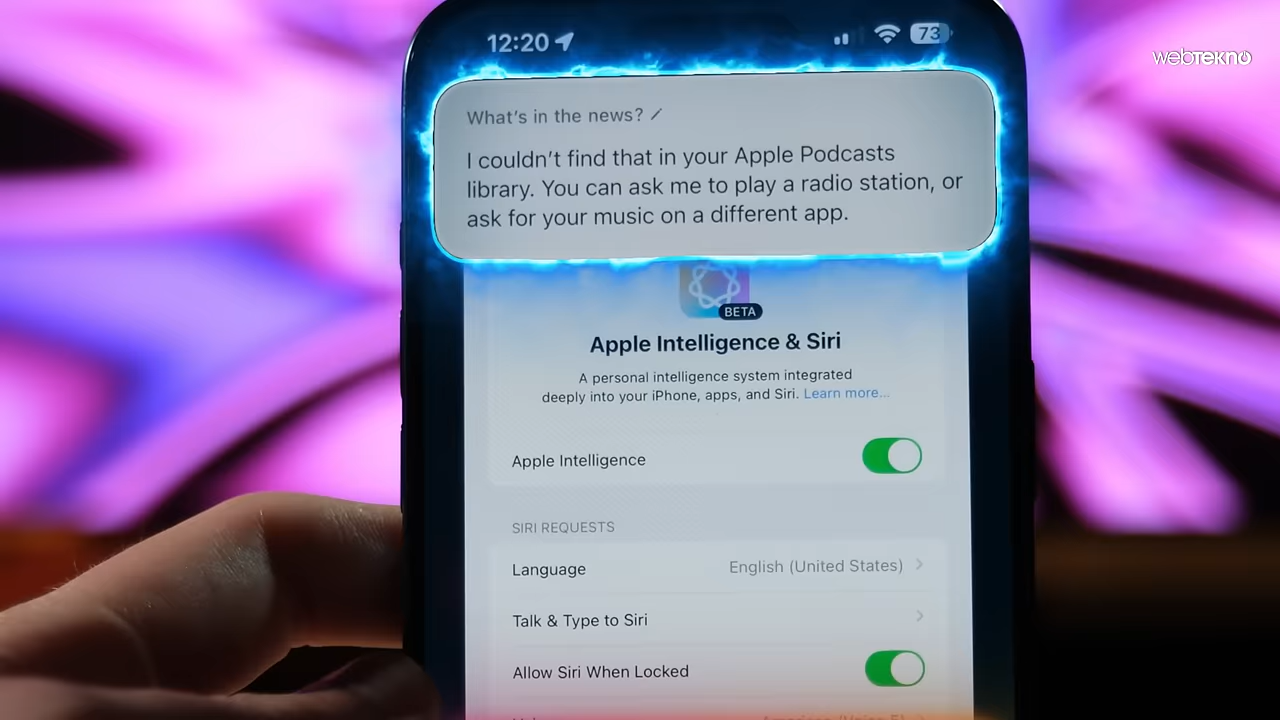 12:20
73
webtekno
What's in the news?
I couldn't find that in your Apple Podcasts
library. You can ask me to play a radio station, or
ask for your music on a different app.
BETA
Apple Intelligence & Siri
A personal intelligence system integrated
deeply into your iPhone, apps, and Siri. Learn more...
Apple Intelligence
SIRI REQUESTS
Language English (United States)
Talk & Type to Siri
Allow Siri When Locked